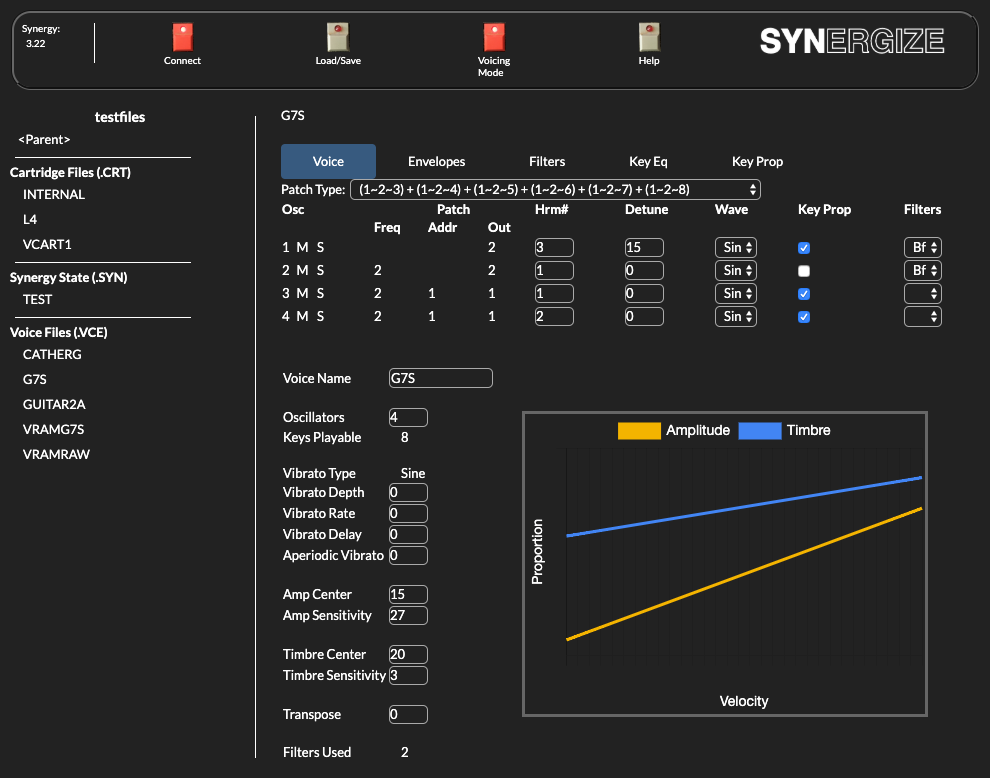 Synergy:
3.22
Connect
Load/Save
Voicing
Mode
Help
SYNERGIZE
testfiles
<Parent>
Cartridge Files (.CRT)
INTERNAL
L4
VCART1
Synergy State (.SYN)
TEST
Voice Files (.VCE)
CATHERG
G7S
GUITAR2A
VRAMG7S
VRAMRAW
G7S
Voice Envelopes Filters Key Eq Key Prop
Patch Type: (1~2~3) + (1~2~4) + (1~2~5) + (1~2~6) + (1~2~7) + (1~2~8)
Osc Patch Hrm# Detune Wave Key Prop Filters
Freq Addr Out
1 M S 2 3 15 Sin Bf
2 M S 2 2 1 0 Sin Bf
3 M S 2 1 1 1 0 Sin
4 M S 2 1 1 2 0 Sin
Voice Name G7S
Oscillators 4
Keys Playable 8
Vibrato Type Sine
Vibrato Depth 0
Vibrato Rate 0
Vibrato Delay 0
Aperiodic Vibrato 0
Amp Center 15
Amp Sensitivity 27
Timbre Center 20
Timbre Sensitivity 3
Transpose 0
Filters Used 2
Amplitude Timbre
Proportion
Velocity